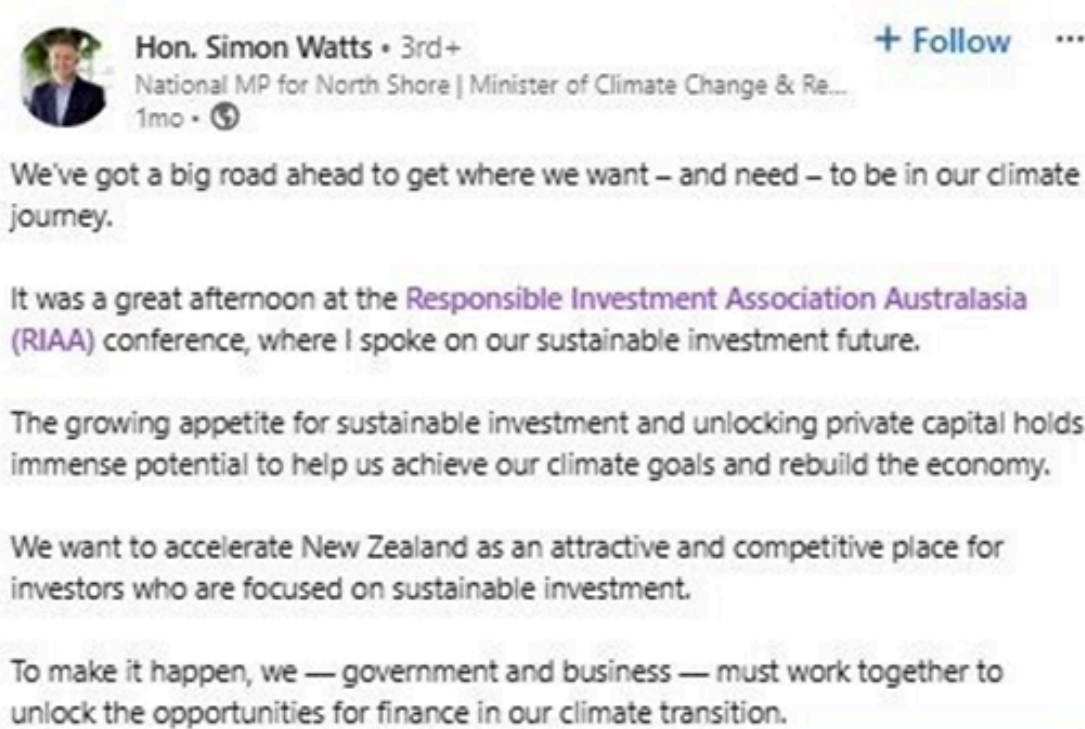 Hon. Simon Watts • 3rd+
+ Follow ...
National MP for North Shore | Minister of Climate Change & Re...
1mo •
We've got a big road ahead to get where we want – and need – to be in our climate
journey.
It was a great afternoon at the Responsible Investment Association Australasia
(RIAA) conference, where I spoke on our sustainable investment future.
The growing appetite for sustainable investment and unlocking private capital holds
immense potential to help us achieve our climate goals and rebuild the economy.
We want to accelerate New Zealand as an attractive and competitive place for
investors who are focused on sustainable investment.
To make it happen, we — government and business — must work together to
unlock the opportunities for finance in our climate transition.